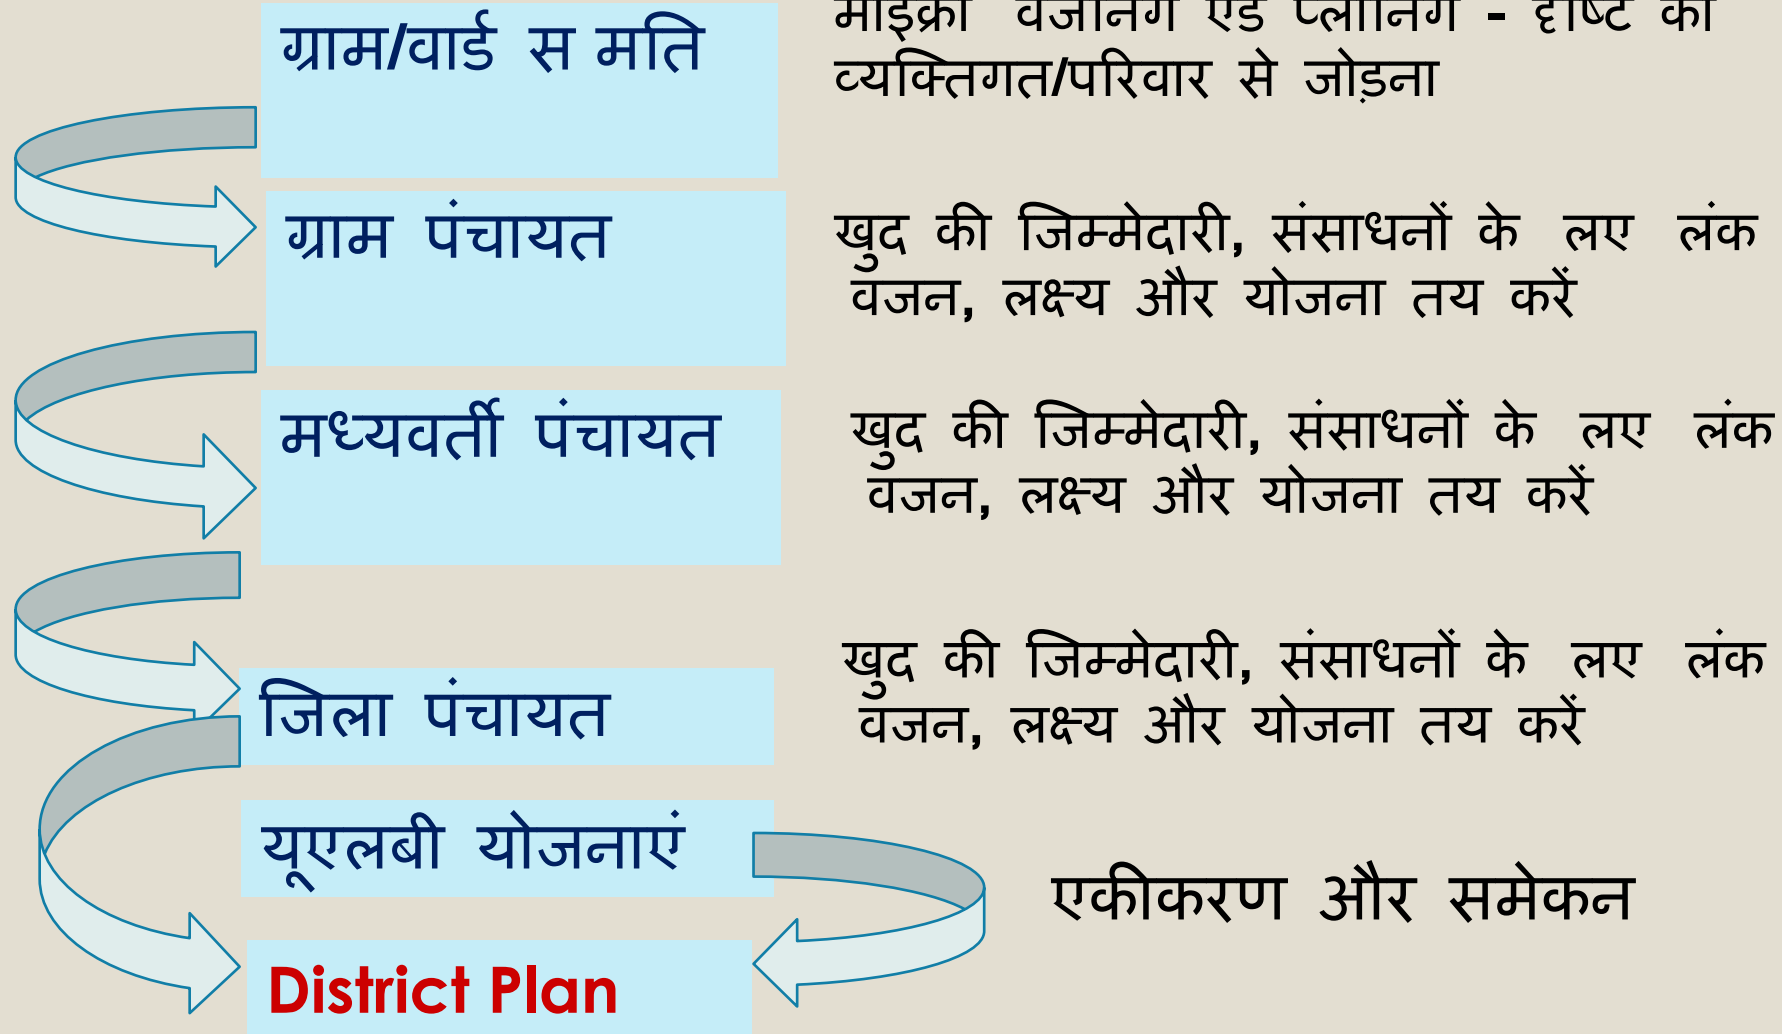 ग्राम/वार्ड स मति
माइक्रो वजनिंग एंड प्लानिंग - दृष्टि को
व्यक्तिगत/परिवार से जोड़ना
ग्राम पंचायत
खुद की जिम्मेदारी, संसाधनों के लए लंक
वजन, लक्ष्य और योजना तय करें
मध्यवर्ती पंचायत
खुद की जिम्मेदारी, संसाधनों के लए लंक
वजन, लक्ष्य और योजना तय करें
जिला पंचायत
खुद की जिम्मेदारी, संसाधनों के लए लंक
वजन, लक्ष्य और योजना तय करें
यूएलबी योजनाएं
एकीकरण और समेकन
District Plan